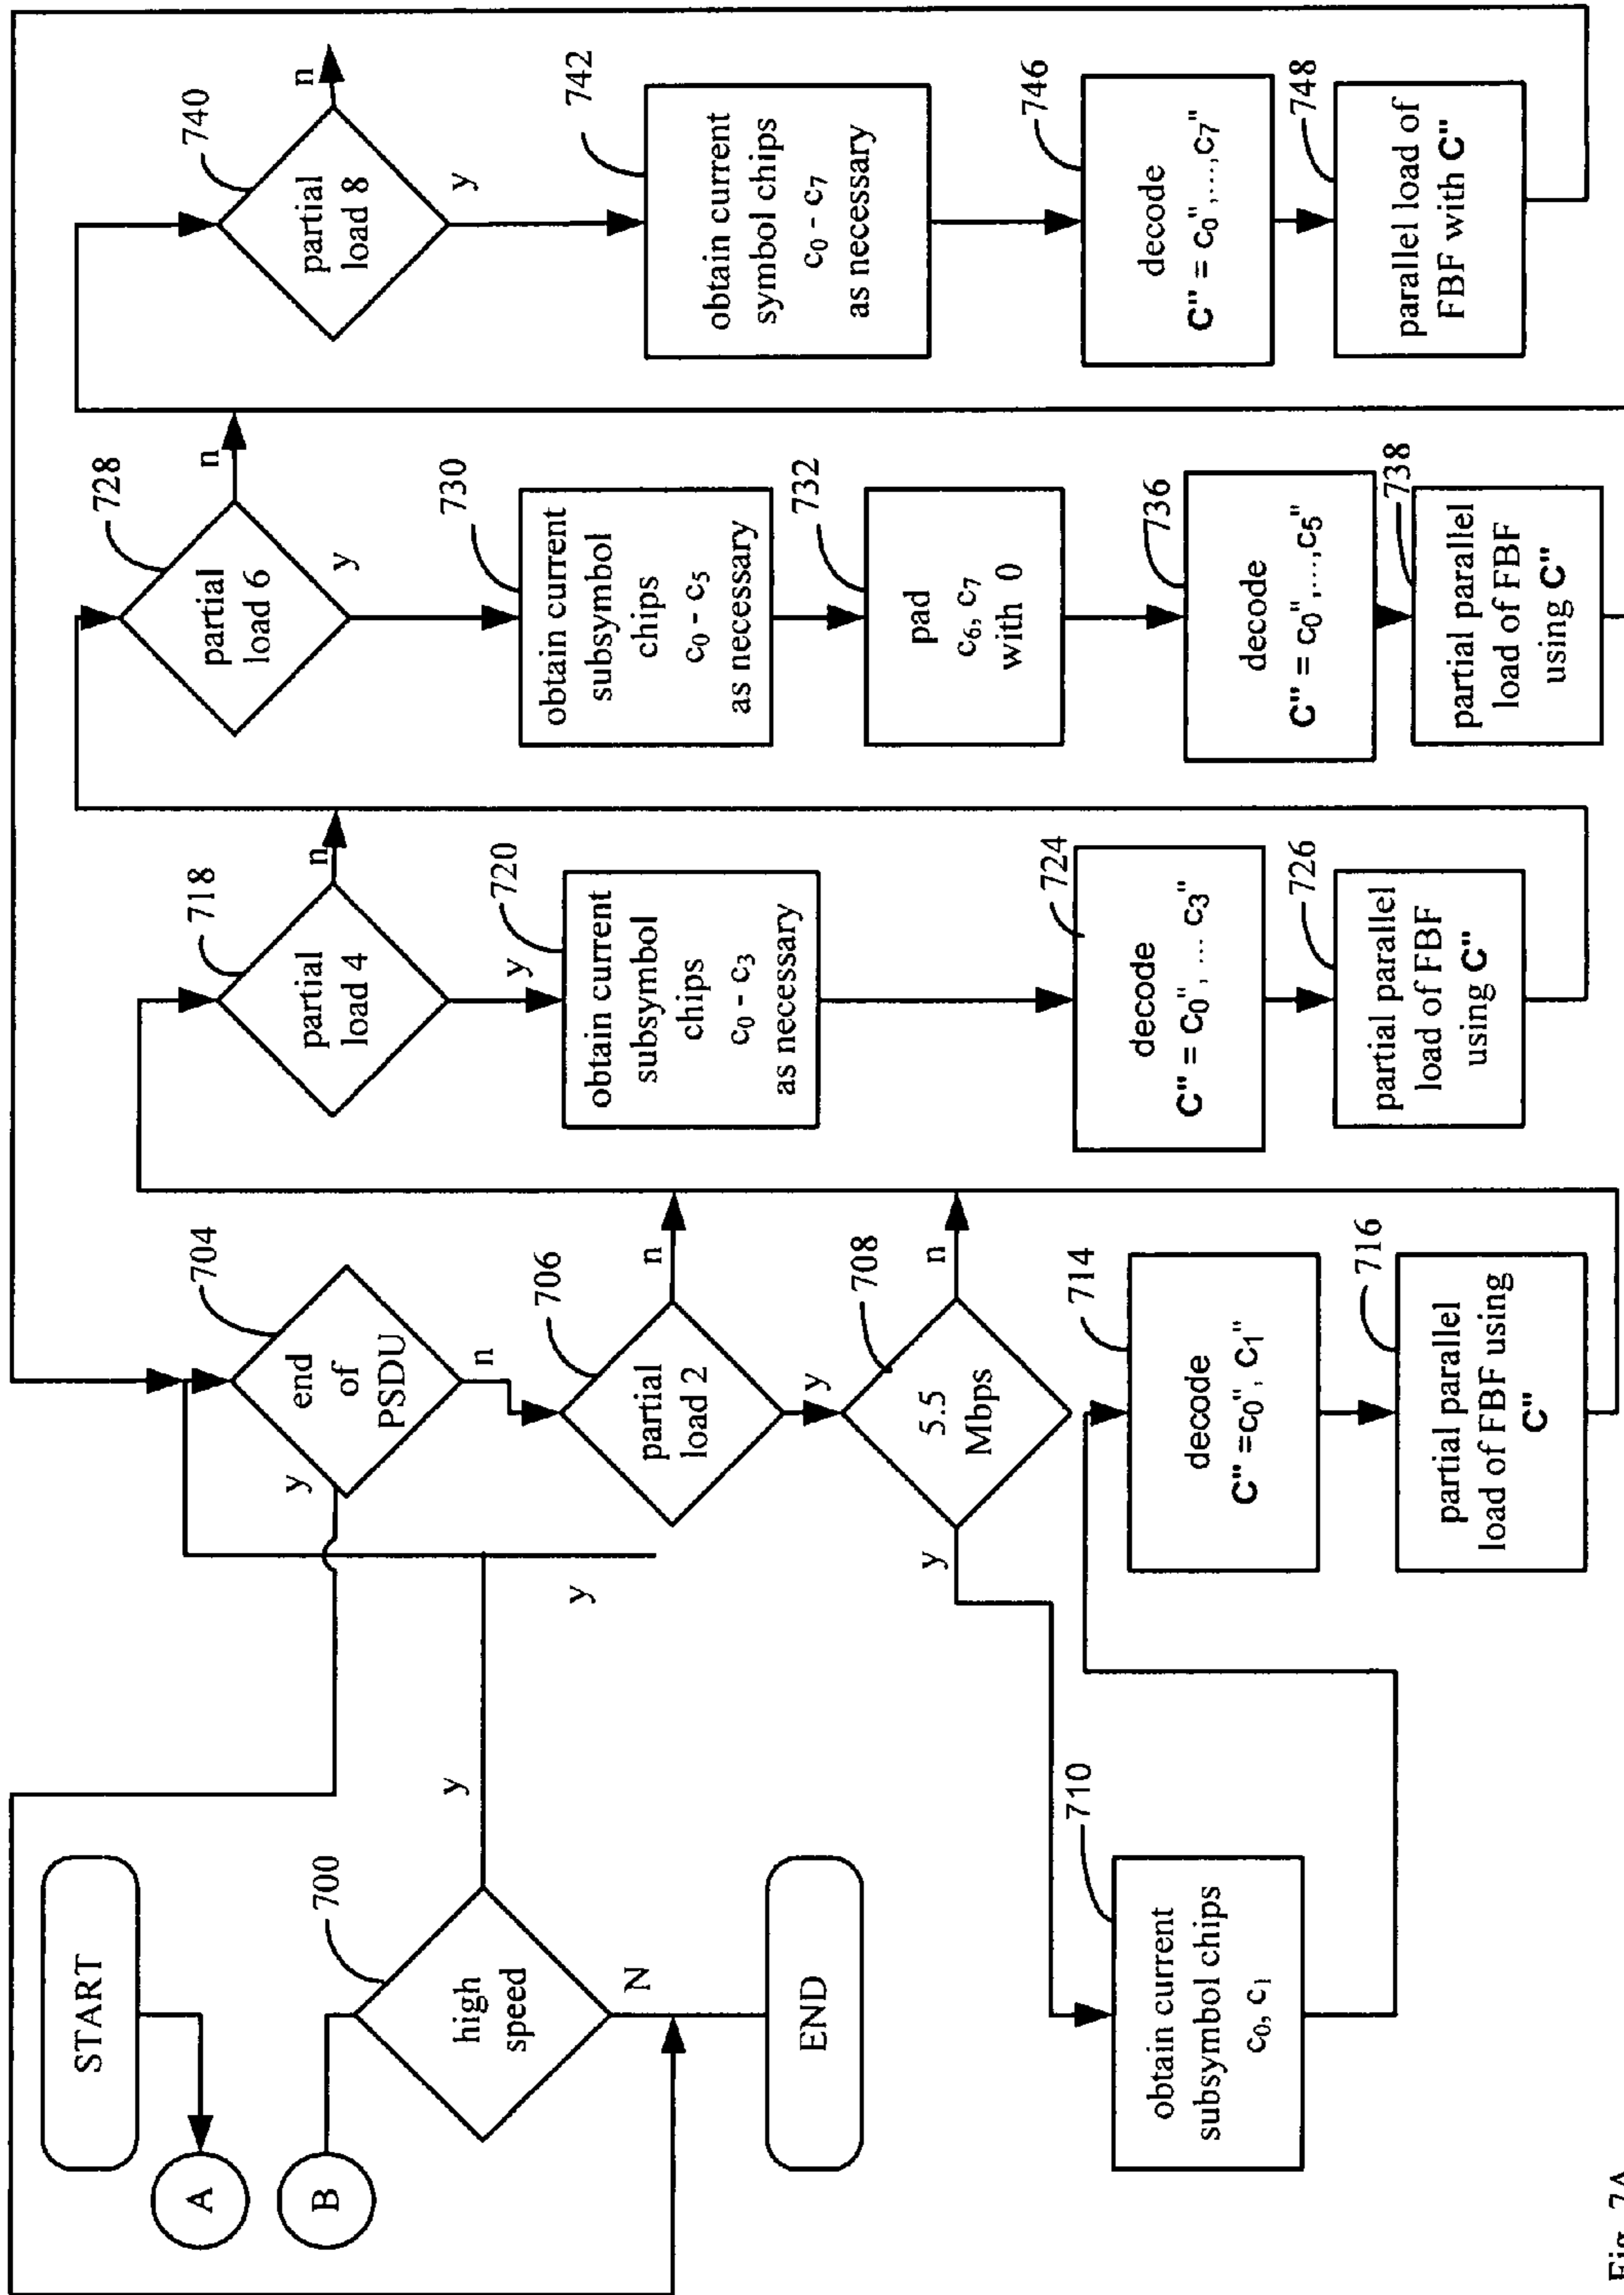 START
A
B
700
high
speed
y
N
END
704
end
of
PSDU
y
n
y
706
partial
load 2
n
y
708
5.5
Mbps
n
y
710
obtain current
subsymbol chips
c₀, c₁
714
decode
C" =c₀", c₁"
716
partial parallel
load of FBF using
C"
718
partial
load 4
n
y
720
obtain current
subsymbol
chips
c₀ - c₃
as necessary
724
decode
C" = c₀", ... c₃"
726
partial parallel
load of FBF
using C"
728
partial
load 6
n
y
730
obtain current
subsymbol
chips
c₀ - c₅
as necessary
732
pad
c₆, c₇
with 0
736
decode
C" = c₀",...,c₅"
738
partial parallel
load of FBF
using C"
740
partial
load 8
n
y
742
obtain current
symbol chips
c₀ - c₇
as necessary
746
decode
C" = c₀",...,c₇"
748
parallel load of
FBF with C"
Fig. 7A